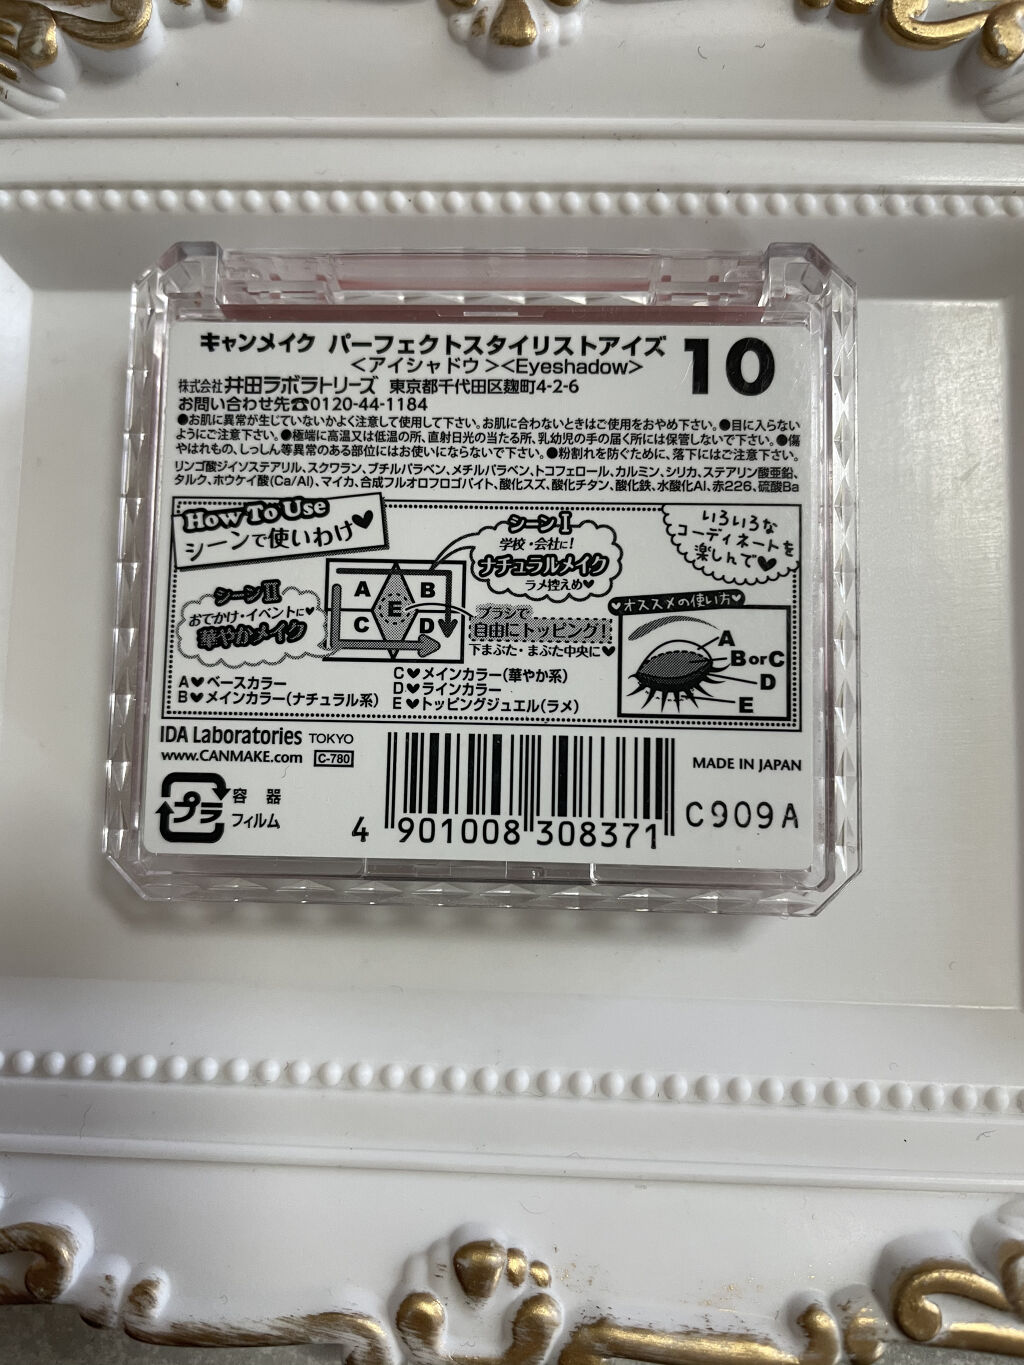 キャンメイク パーフェクトスタイリストアイズ 10
<アイシャドウ><Eyeshadow>
株式会社 井田ラボラトリーズ 東京都千代田区麹町4-2-6
お問い合わせ先☎0120-44-1184
●お肌に異常が生じていないかよく注意して使用して下さい。お肌に合わないときはご使用をおやめ下さい。●目に入らない
ようにご注意下さい。●極端に高温又は低温の所、直射日光の当たる所、乳幼児の手の届く所には保管しないで下さい。●傷
やはれもの、しっしん等異常のある部位にはお使いにならないで下さい。●粉割れを防ぐために、落下にはご注意下さい。
リンゴ酸ジイソステアリル、スクワラン、ブチルパラベン、メチルパラベン、トコフェロール、カルミン、シリカ、ステアリン酸亜鉛、
タルク、ホウケイ酸(Ca/Al)、マイカ、合成フルオロフロゴパイト、酸化スズ、酸化チタン、酸化鉄、水酸化Al、赤226、硫酸Ba
How To Use
シーンで使いわけ♥
シーンⅠ
学校・会社に!
ナチュラルメイク
ラメ控えめ♥
いろいろな
コーディネートを
楽しんで♥
シーンⅡ
おでかけ・イベントに♥
華やかメイク
A B
E
C D
ブラシで
自由にトッピング!
下まぶた・まぶた中央に♥
♥オススメの使い方♥
A
B or C
D
E
A♥ベースカラー
B♥メインカラー(ナチュラル系)
C♥メインカラー(華やか系)
D♥ラインカラー
E♥トッピングジュエル(ラメ)
IDA Laboratories TOKYO
www.CANMAKE.com C-780
MADE IN JAPAN
プラ
容器
フィルム
4 901008 308371
C909A